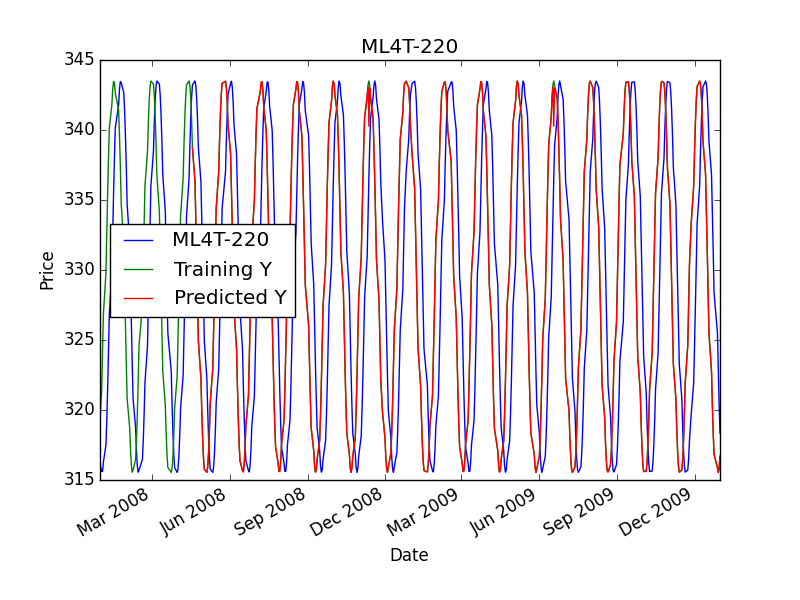 ML4T-220
345
340
335
330
325
320
315
Price
ML4T-220
Training Y
Predicted Y
Mar 2008
Jun 2008
Sep 2008
Dec 2008
Mar 2009
Jun 2009
Sep 2009
Dec 2009
Date